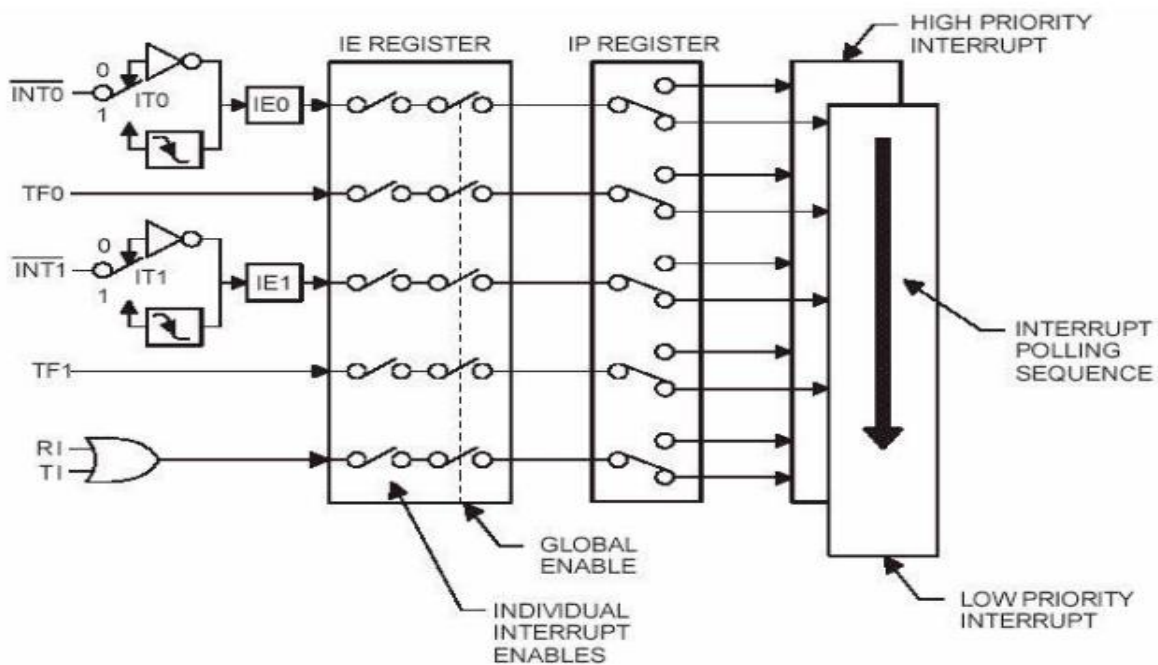 HIGH PRIORITY
INTERRUPT
IE REGISTER
IP REGISTER
0
INT0
IT0
1
IE0
TF0
0
INT1
IT1
1
IE1
INTERRUPT
POLLING
SEQUENCE
TF1
RI
TI
GLOBAL
ENABLE
INDIVIDUAL
INTERRUPT
ENABLES
LOW PRIORITY
INTERRUPT